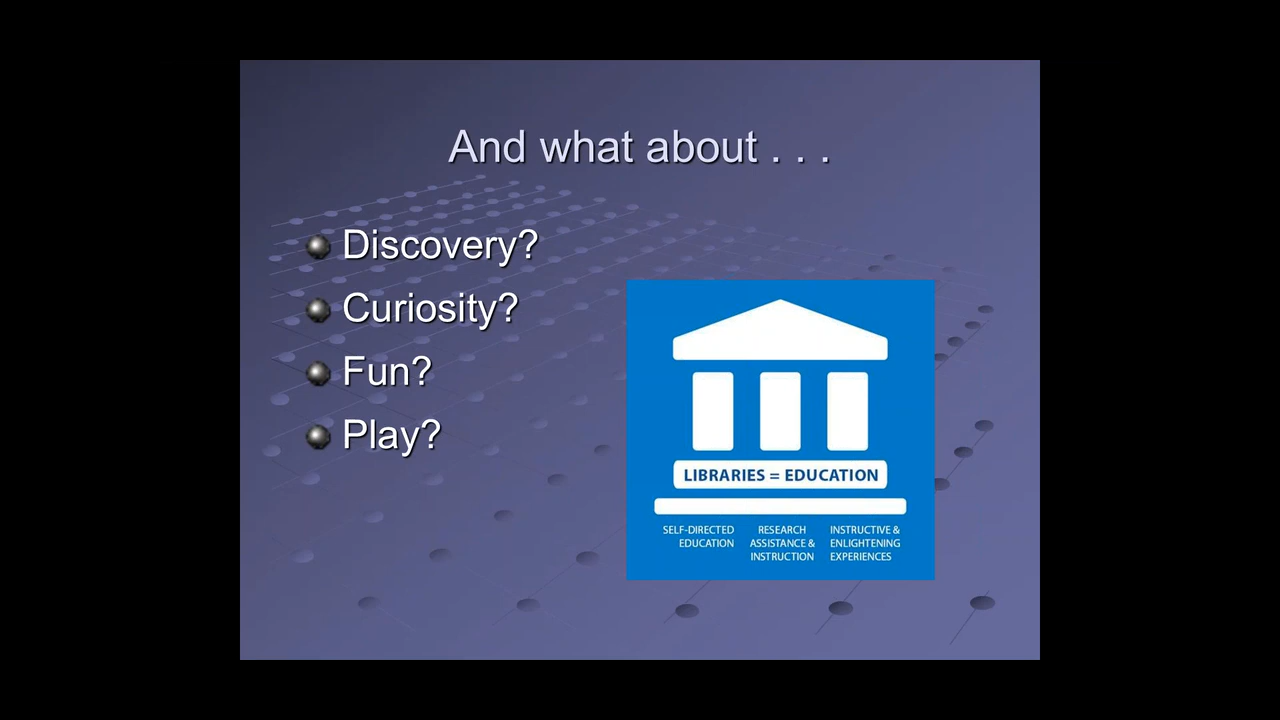 And what about . . .
Discovery?
Curiosity?
Fun?
Play?
LIBRARIES = EDUCATION
SELF-DIRECTED
EDUCATION
RESEARCH
ASSISTANCE &
INSTRUCTION
INSTRUCTIVE &
ENLIGHTENING
EXPERIENCES